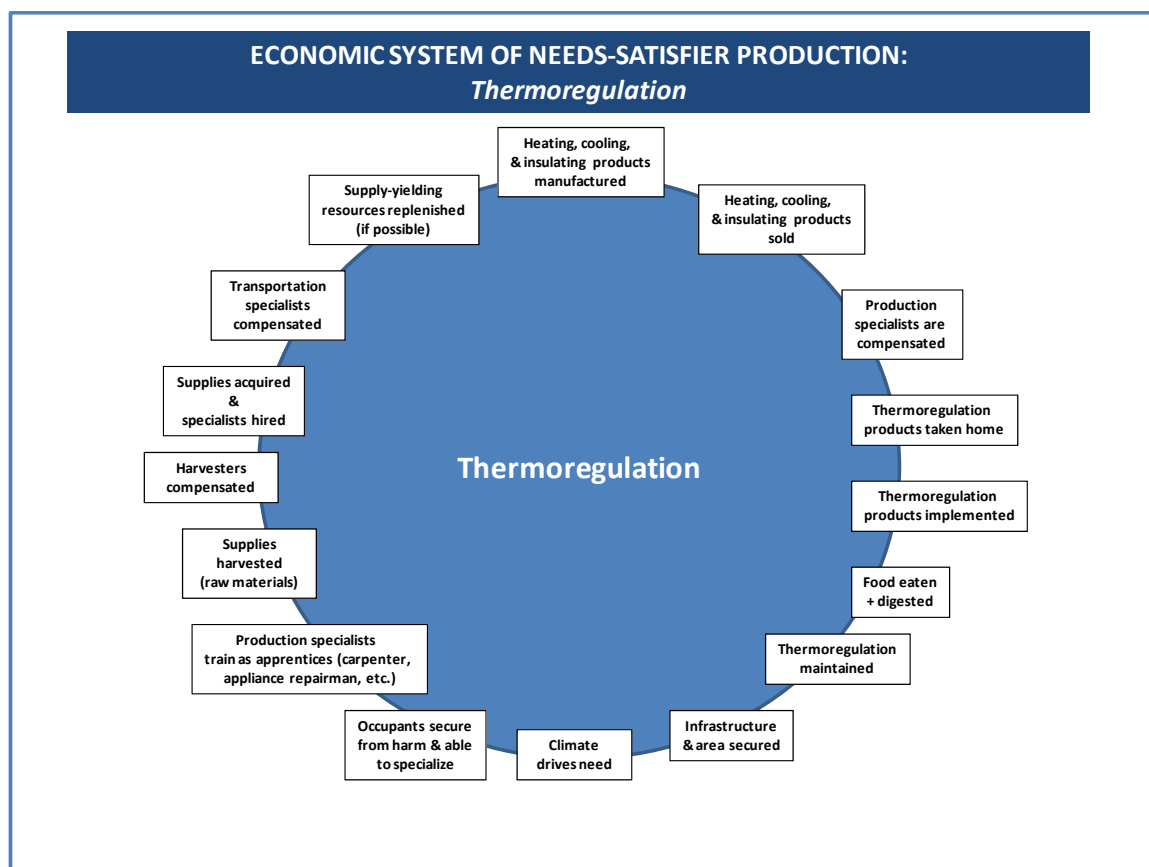 ECONOMIC SYSTEM OF NEEDS-SATISFIER PRODUCTION:
Thermoregulation
Heating, cooling,
& insulating products
manufactured
Heating, cooling,
& insulating products
sold
Production
specialists are
compensated
Thermoregulation
products taken home
Thermoregulation
products implemented
Food eaten
+ digested
Thermoregulation
maintained
Infrastructure
& area secured
Climate
drives need
Occupants secure
from harm & able
to specialize
Production specialists
train as apprentices (carpenter,
appliance repairman, etc.)
Supplies
harvested
(raw materials)
Harvesters
compensated
Supplies acquired
&
specialists hired
Transportation
specialists
compensated
Supply-yielding
resources replenished
(if possible)
Thermoregulation